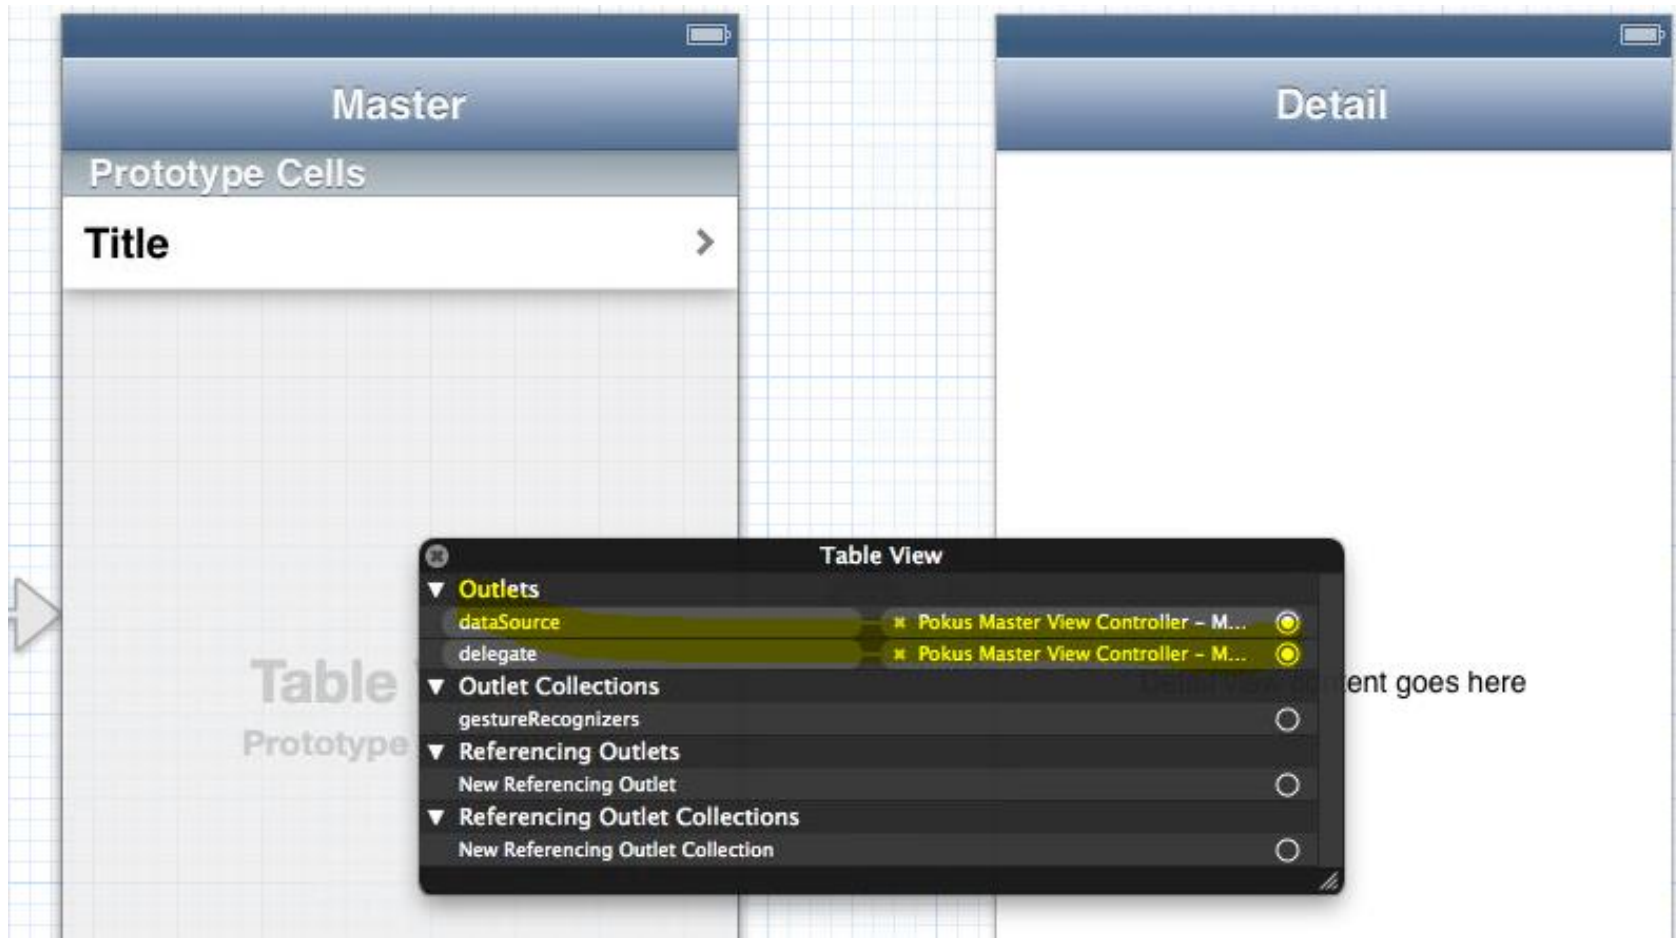 Master
Detail
Prototype Cells
Title
Table View
Outlets
dataSource
Pokus Master View Controller – M...
delegate
Pokus Master View Controller – M...
Outlet Collections
gestureRecognizers
Referencing Outlets
New Referencing Outlet
Referencing Outlet Collections
New Referencing Outlet Collection
Table
Prototype
goes here